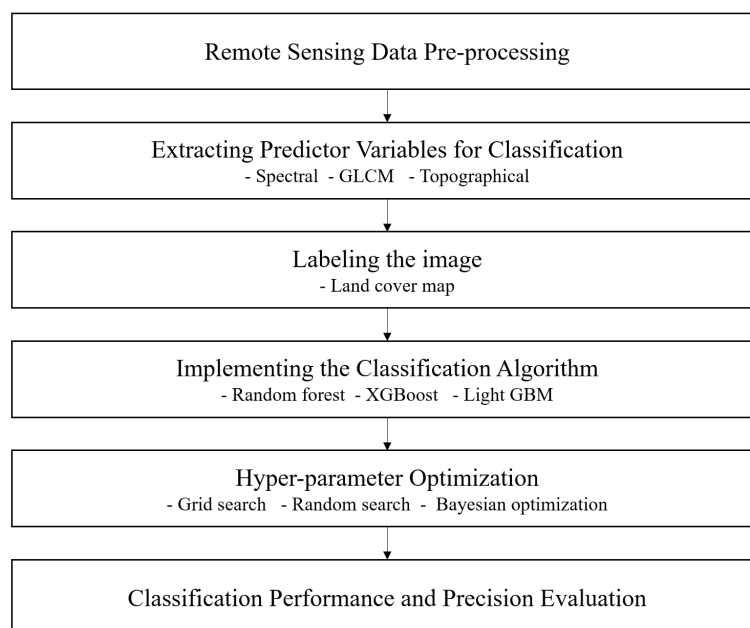 Remote Sensing Data Pre-processing
Extracting Predictor Variables for Classification
- Spectral - GLCM - Topographical
Labeling the image
- Land cover map
Implementing the Classification Algorithm
- Random forest - XGBoost - Light GBM
Hyper-parameter Optimization
- Grid search - Random search - Bayesian optimization
Classification Performance and Precision Evaluation